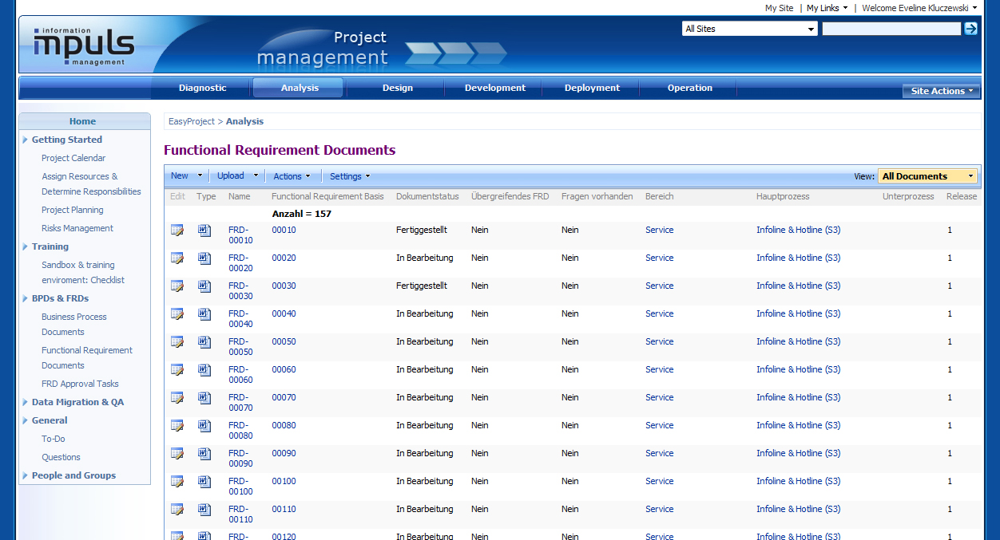 My Site | My Links | Welcome Eveline Kluczewski
information
mpuls
management
Project
management
All Sites
Diagnostic Analysis Design Development Deployment Operation
Site Actions
Home
Getting Started
Project Calendar
Assign Resources &
Determine Responsibilities
Project Planning
Risks Management
Training
Sandbox & training
enviroment: Checklist
BPDs & FRDs
Business Process
Documents
Functional Requirement
Documents
FRD Approval Tasks
Data Migration & QA
General
To-Do
Questions
People and Groups
EasyProject > Analysis
Functional Requirement Documents
New Upload Actions Settings View: All Documents
Edit Type Name Functional Requirement Basis Dokumentstatus Übergreifendes FRD Fragen vorhanden Bereich Hauptprozess Unterprozess Release
Anzahl = 157
FRD- 00010 Fertiggestellt Nein Nein Service Infoline & Hotline (S3) 1
00010
FRD- 00020 In Bearbeitung Nein Nein Service Infoline & Hotline (S3) 1
00020
FRD- 00030 Fertiggestellt Nein Nein Service Infoline & Hotline (S3) 1
00030
FRD- 00040 In Bearbeitung Nein Nein Service Infoline & Hotline (S3) 1
00040
FRD- 00050 In Bearbeitung Nein Nein Service Infoline & Hotline (S3) 1
00050
FRD- 00060 In Bearbeitung Nein Nein Service Infoline & Hotline (S3) 1
00060
FRD- 00070 In Bearbeitung Nein Nein Service Infoline & Hotline (S3) 1
00070
FRD- 00080 In Bearbeitung Nein Nein Service Infoline & Hotline (S3) 1
00080
FRD- 00090 In Bearbeitung Nein Nein Service Infoline & Hotline (S3) 1
00090
FRD- 00100 In Bearbeitung Nein Nein Service Infoline & Hotline (S3) 1
00100
FRD- 00110 In Bearbeitung Nein Nein Service Infoline & Hotline (S3) 1
00110
FRD- 00120 In Bearbeitung Nein Nein Service Infoline & Hotline (S3) 1